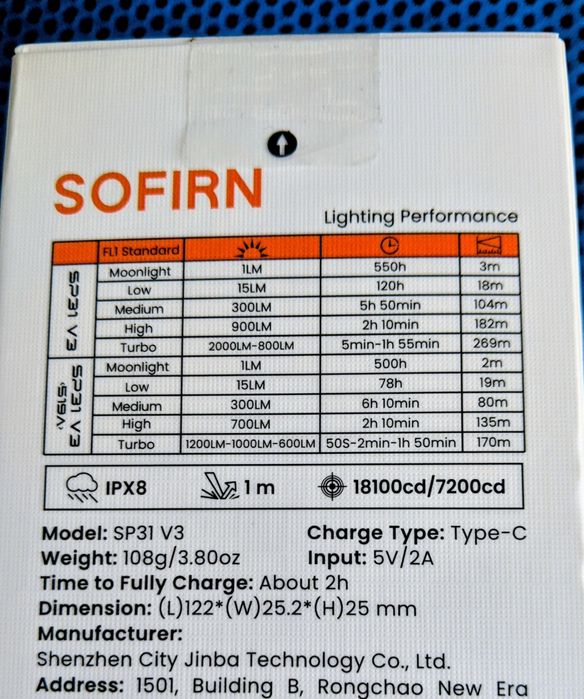 SOFIRN
Lighting Performance
FL1 Standard
SP31 V3
Moonlight 1LM 550h 3m
Low 15LM 120h 18m
Medium 300LM 5h 50min 104m
High 900LM 2h 10min 182m
Turbo 2000LM-800LM 5min-1h 55min 269m
SP31 V3
Moonlight 1LM 500h 2m
Low 15LM 78h 19m
Medium 300LM 6h 10min 80m
High 700LM 2h 10min 135m
Turbo 1200LM-1000LM-600LM 50S-2min-1h 50min 170m
IPX8 1 m 18100cd/7200cd
Model: SP31 V3 Charge Type: Type-C
Weight: 108g/3.80oz Input: 5V/2A
Time to Fully Charge: About 2h
Dimension: (L)122*(W)25.2*(H)25 mm
Manufacturer:
Shenzhen City Jinba Technology Co., Ltd.
Address: 1501, Building B, Rongchao New Era